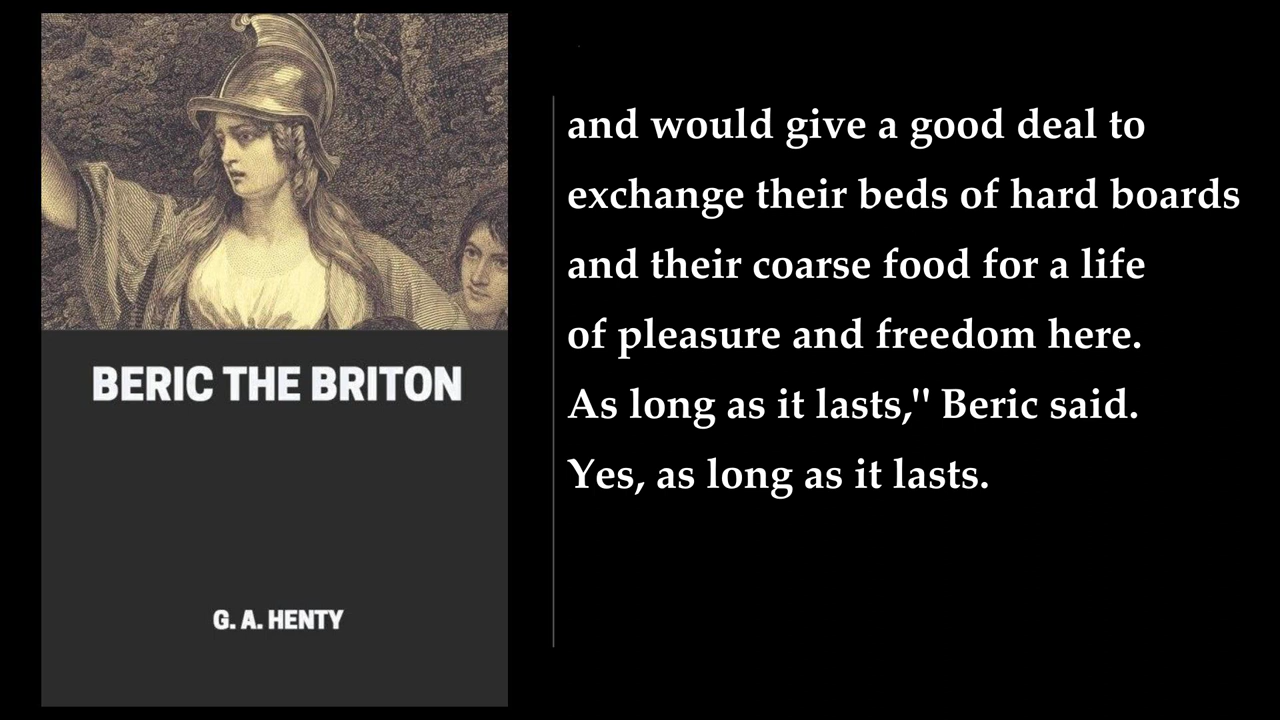 BERIC THE BRITON
G. A. HENTY
and would give a good deal to
exchange their beds of hard boards
and their coarse food for a life
of pleasure and freedom here.
As long as it lasts," Beric said.
Yes, as long as it lasts.